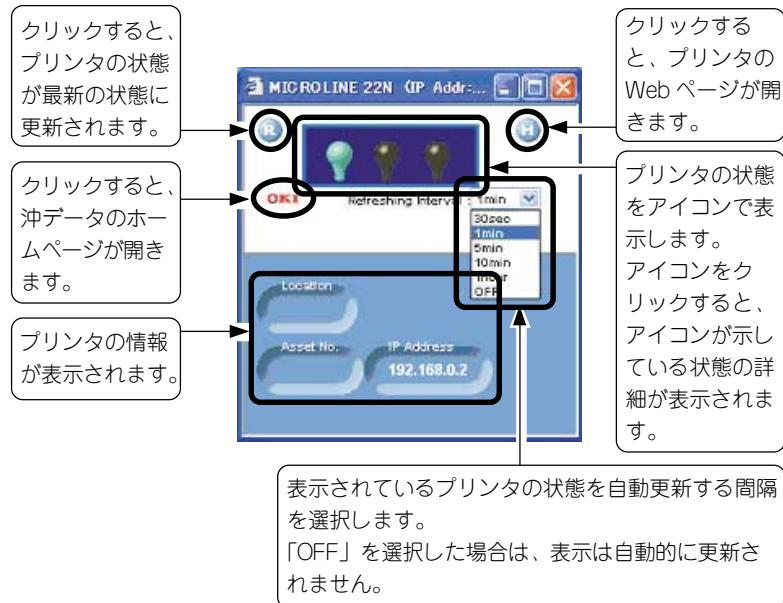 クリックすると、
プリンタの状態
が最新の状態に
更新されます。
クリックする
と、プリンタの
Web ページが開
きます。
MICROLINE 22N (IP Addr:...
R
H
クリックすると、
沖データのホー
ムページが開き
ます。
OKI
Refreshing Interval : 1min
30sec
1min
5min
10min
1hour
OFF
プリンタの状態
をアイコンで表
示します。
アイコンをク
リックすると、
アイコンが示し
ている状態の詳
細が表示されま
す。
プリンタの情報
が表示されます。
Location
Asset No.
IP Address
192.168.0.2
表示されているプリンタの状態を自動更新する間隔
を選択します。
「OFF」を選択した場合は、表示は自動的に更新さ
れません。